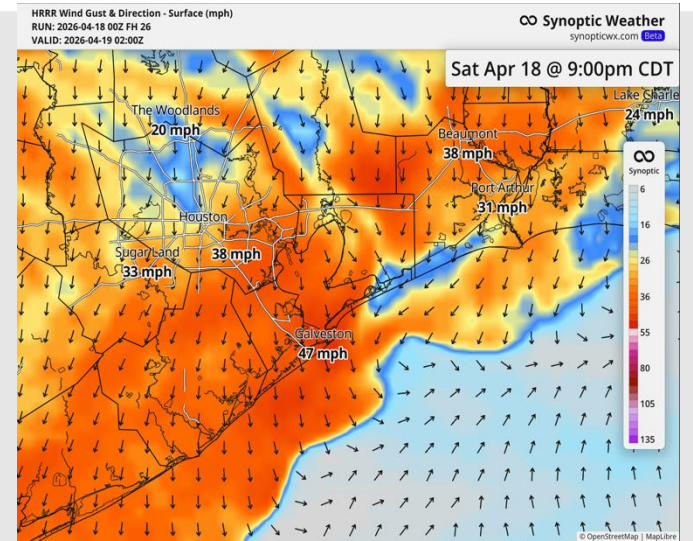 HRRR Wind Gust & Direction - Surface (mph)
RUN: 2026-04-18 00Z FH 26
VALID: 2026-04-19 02:00Z
Synoptic Weather
synopticwx.com Beta
Sat Apr 18 @ 9:00pm CDT
Lake Charle
24 mph
The Woodlands
20 mph
Beaumont
38 mph
Port Arthur
31 mph
Houston
38 mph
Sugar Land
33 mph
Galveston
47 mph
Synoptic
6
16
26
36
55
80
105
135
© OpenStreetMap | MapLibre